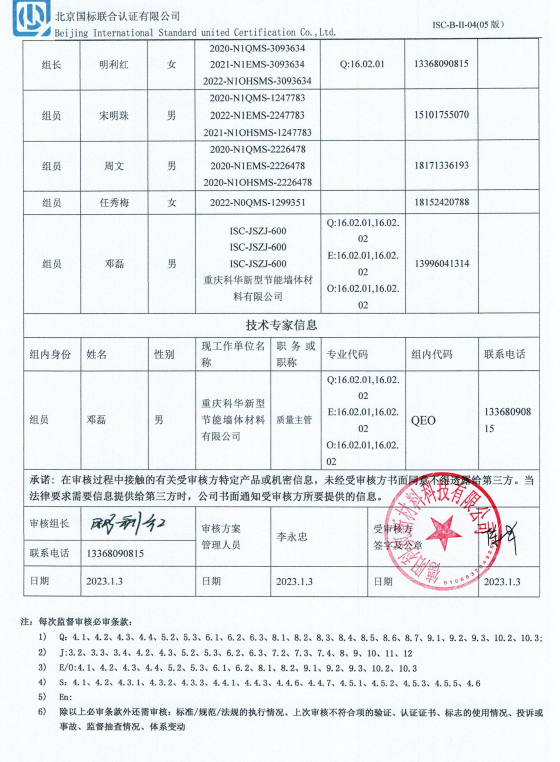 北京国标联合认证有限公司
Beijing International Standard united Certification Co.,Ltd.
ISC-B-II-04(05 版)
组长 明利红 女 2020-N1QMS-3093634 Q:16.02.01 13368090815
2021-N1EMS-3093634
2022-N1OHSMS-3093634
组员 宋明珠 男 2020-N1QMS-1247783 15101755070
2022-N1EMS-2247783
2021-N1OHSMS-1247783
组员 周文 男 2020-N1QMS-2226478 18171336193
2020-N1EMS-2226478
2020-N1OHSMS-2226478
组员 任秀梅 女 2022-N0QMS-1299351 18152420788
组员 邓磊 男 ISC-JSZJ-600
ISC-JSZJ-600
ISC-JSZJ-600
重庆科华新型节能墙体材
料有限公司
Q:16.02.01,16.02.
02
E:16.02.01,16.02.
02
O:16.02.01,16.02.
02
13996041314
技术专家信息
组内身份 姓名 性别 现工作单位名称 职务或职称 专业代码 组内代码 联系电话
组员 邓磊 男 重庆科华新型
节能墙体材料
有限公司
质量主管
Q:16.02.01,16.02.
02
E:16.02.01,16.02.
02
O:16.02.01,16.02.
02
QEO
133680908
15
承诺：在审核过程中接触的有关受审核方特定产品或机密信息，未经受审核方书面同意不得透露给第三方。当
法律要求需要信息提供给第三方时，公司书面通知受审核方所要提供的信息。
审核组长 明利红
审核方案
管理人员
李永忠
受审核方
签字及公章
联系电话 13368090815
日期 2023.1.3 日期 2023.1.3 日期 2023.1.3
注：每次监督审核必审条款：
1) Q: 4.1、4.2、4.3、4.4、5.2、5.3、6.1、6.2、6.3、8.1、8.2、8.3、8.4、8.5、8.6、8.7、9.1、9.2、9.3、10.2、10.3;
2) J:3.2、3.3、3.4、4.2、4.3、5.2、5.3、6.2、6.3、7.2、7.3、7.4、8、9、10、11、12
3) E/O:4.1、4.2、4.3、4.4、5.2、5.3、6.1、6.2、8.1、8.2、9.1、9.2、9.3、10.2、10.3
4) S: 4.1、4.2、4.3.1、4.3.2、4.3.3、4.4.1、4.4.3、4.4.6、4.4.7、4.5.1、4.5.2、4.5.3、4.5.5、4.6
5) En:
6) 除以上必审条款外还需审核：标准/规范/法规的执行情况、上次审核不符合项的验证、认证证书、标志的使用情况、投诉或
事故、监督抽查情况、体系变动